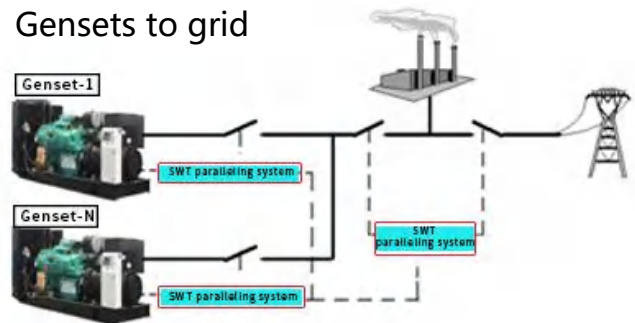 Gensets to grid
Genset-1
SWT paralleling system
Genset-N
SWT
paralleling system
SWT paralleling system